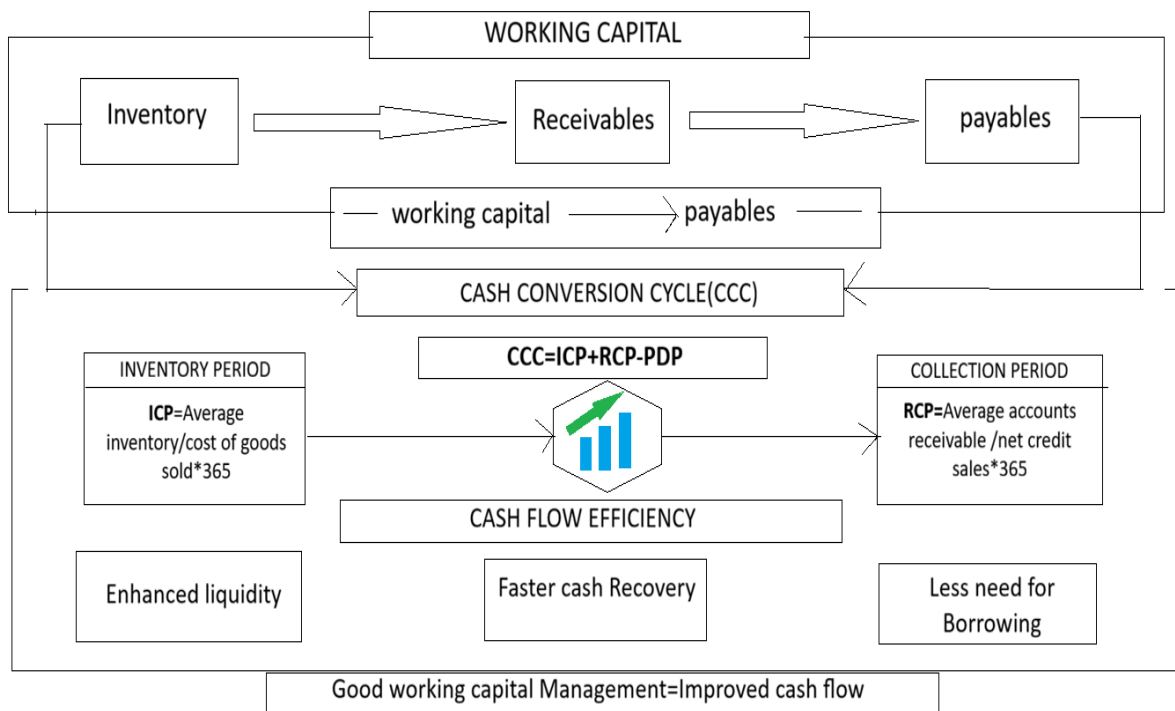 WORKING CAPITAL
Inventory
Receivables
payables
working capital
payables
CASH CONVERSION CYCLE(CCC)
CCC=ICP+RCP-PDP
INVENTORY PERIOD
ICP=Average
inventory/cost of goods
sold*365
COLLECTION PERIOD
RCP=Average accounts
receivable /net credit
sales*365
CASH FLOW EFFICIENCY
Enhanced liquidity
Faster cash Recovery
Less need for
Borrowing
Good working capital Management=Improved cash flow